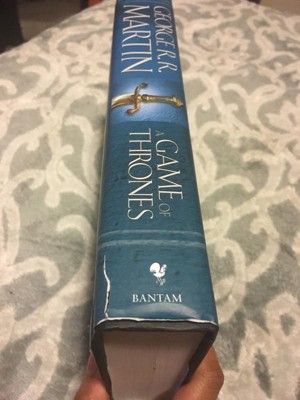 GEORGE R.R.
MARTIN
A GAME OF
THRONES
BANTAM